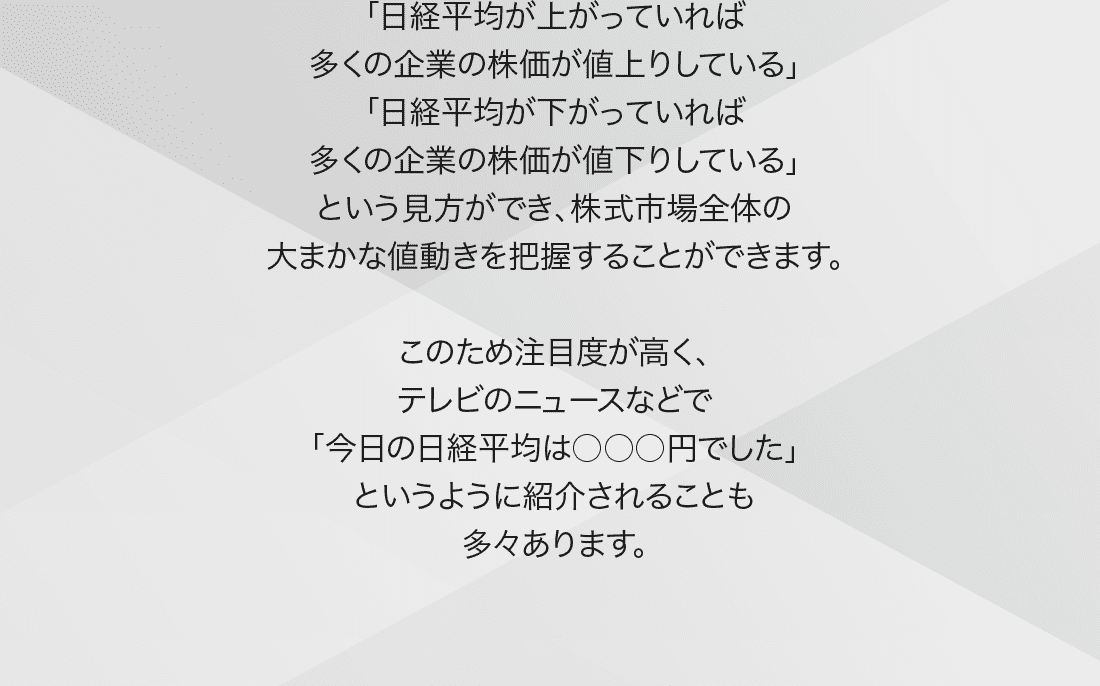 「日経平均が上がっていれば
多くの企業の株価が値上りしている」
「日経平均が下がっていれば
多くの企業の株価が値下りしている」
という見方ができ、株式市場全体の
大まかな値動きを把握することができます。
このため注目度が高く、
テレビのニュースなどで
「今日の日経平均は○○○円でした」
というように紹介されることも
多々あります。